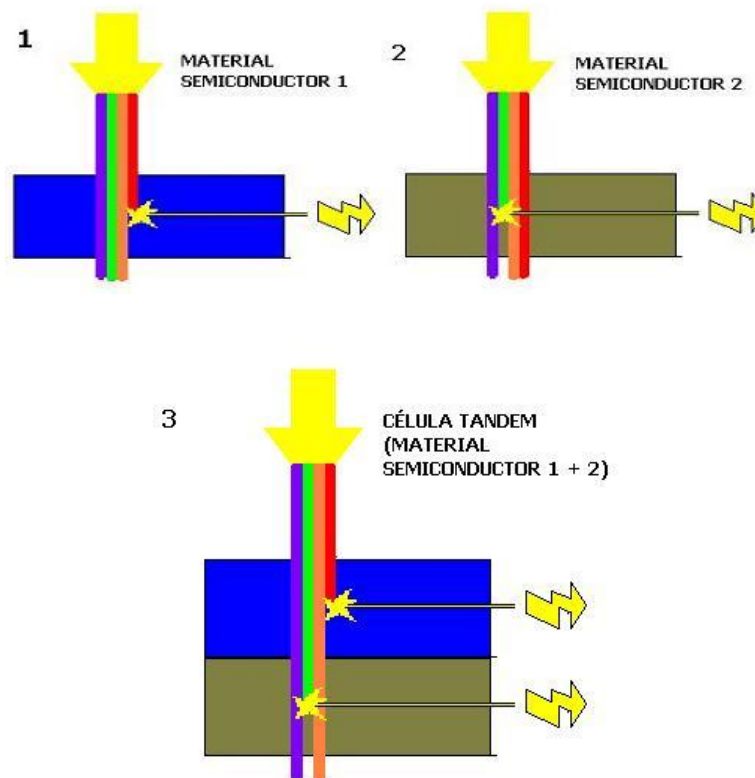 1
MATERIAL
SEMICONDUCTOR 1
2
MATERIAL
SEMICONDUCTOR 2
3
CÉLULA TANDEM
(MATERIAL
SEMICONDUCTOR 1 + 2)